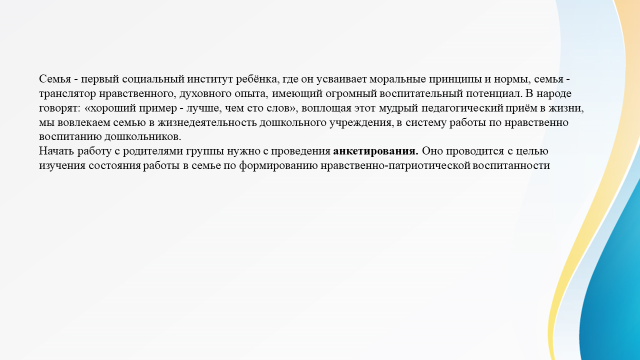 Семья - первый социальный институт ребёнка, где он усваивает моральные принципы и нормы, семья -
транслятор нравственного, духовного опыта, имеющий огромный воспитательный потенциал. В народе
говорят: «хороший пример - лучше, чем сто слов», воплощая этот мудрый педагогический приём в жизни,
мы вовлекаем семью в жизнедеятельность дошкольного учреждения, в систему работы по нравственно
воспитанию дошкольников.
Начать работу с родителями группы нужно с проведения анкетирования. Оно проводится с целью
изучения состояния работы в семье по формированию нравственно-патриотической воспитанности